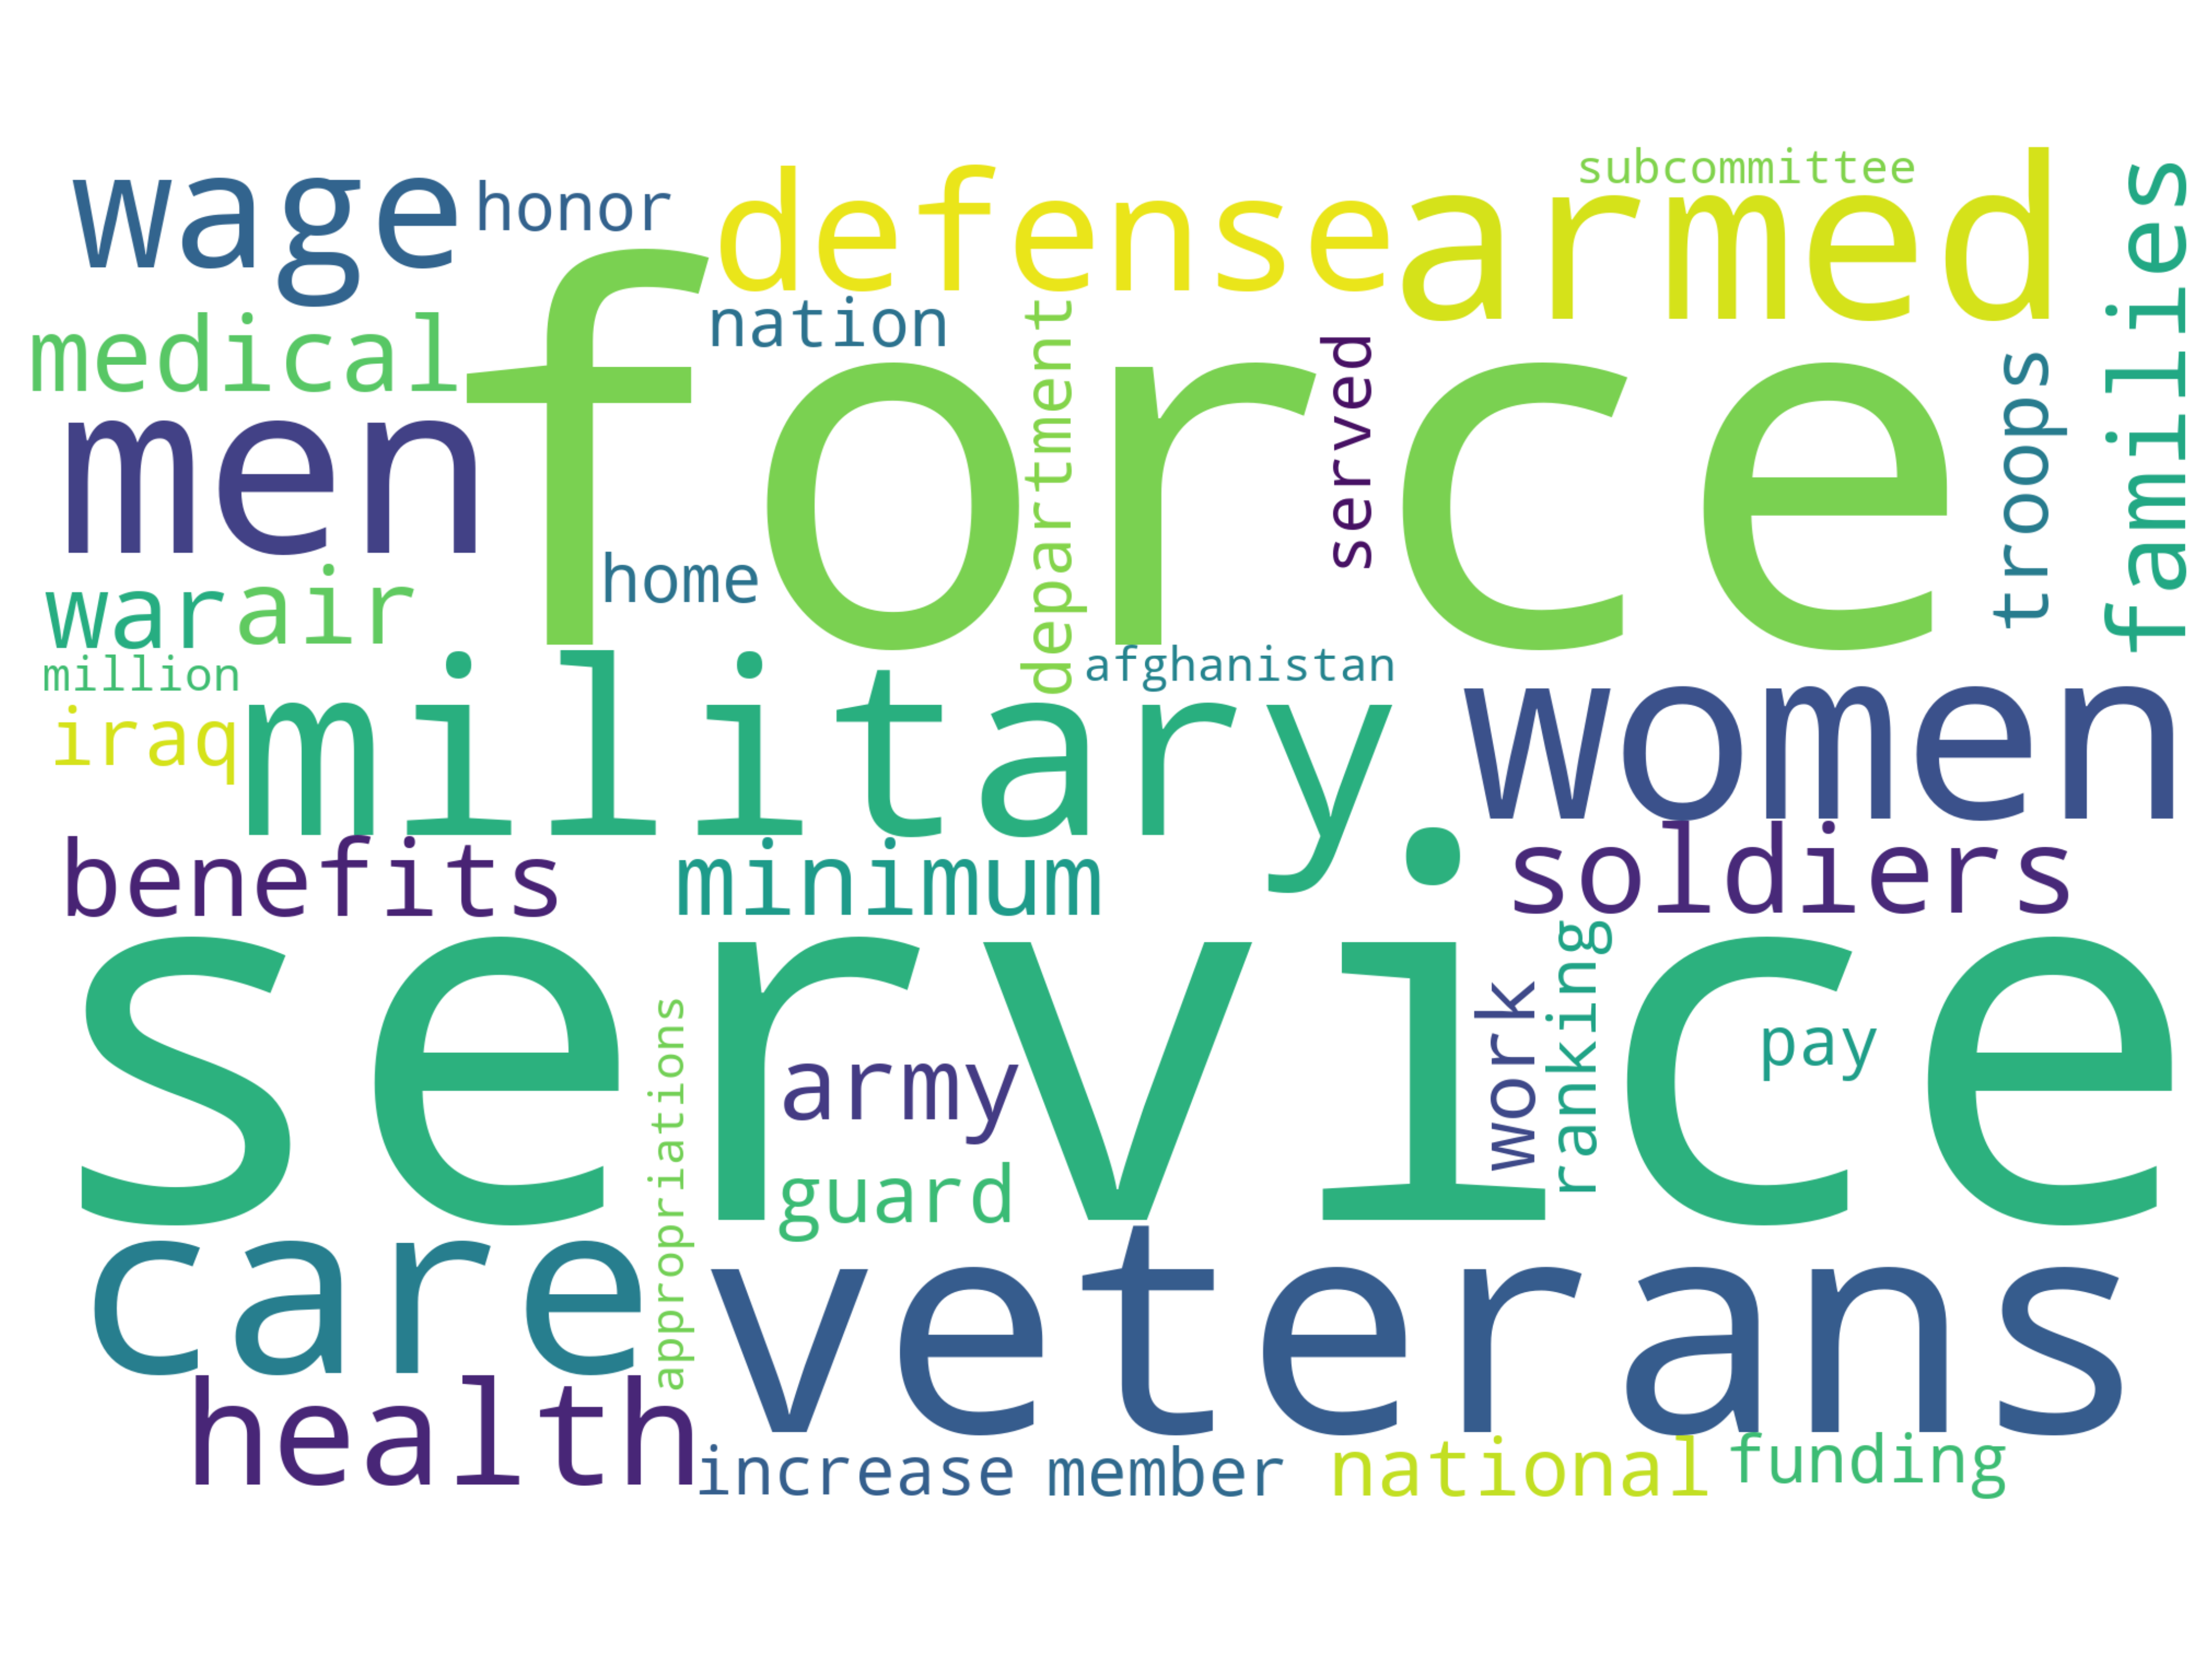 subcommittee
wage
honor
defense
armed
families
medical
nation
force
department
served
troops
men
home
war
air
million
afghanistan
iraq
military
women
benefits
minimum
soldiers
service
ranking
work
pay
army
appropriations
guard
care
veterans
health
increase
member
national
funding